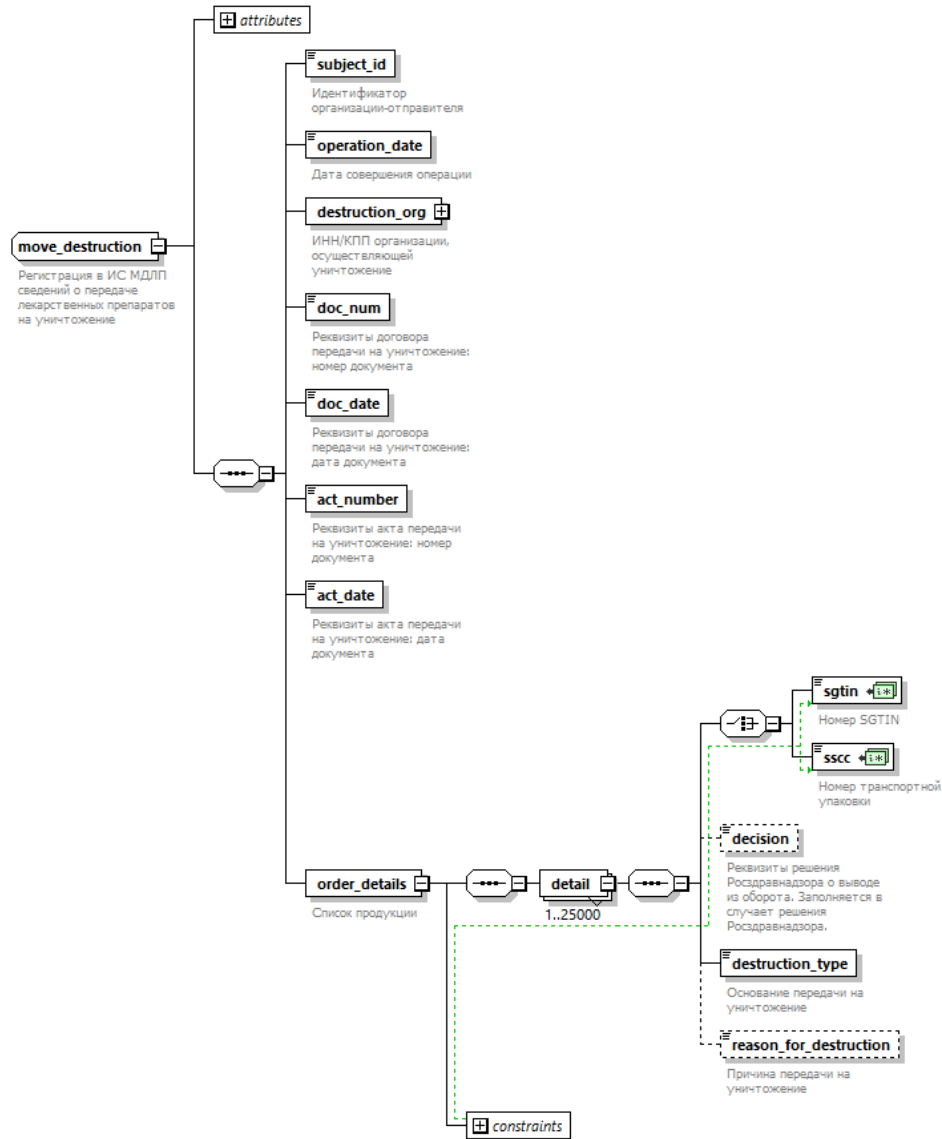 attributes
subject_id
Идентификатор
организации-отправителя
operation_date
Дата совершения операции
destruction_org
ИНН/КПП организации,
осуществляющей
уничтожение
move_destruction
Регистрация в ИС МДЛП
сведений о передаче
лекарственных препаратов
на уничтожение
doc_num
Реквизиты договора
передачи на уничтожение:
номер документа
doc_date
Реквизиты договора
передачи на уничтожение:
дата документа
act_number
Реквизиты акта передачи
на уничтожение: номер
документа
act_date
Реквизиты акта передачи
на уничтожение: дата
документа
order_details
Список продукции
detail
1..25000
sgtin
Номер SGTIN
sscc
Номер транспортной
упаковки
decision
Реквизиты решения
Росздравнадзора о выводе
из оборота. Заполняется в
случает решения
Росздравнадзора.
destruction_type
Основание передачи на
уничтожение
reason_for_destruction
Причина передачи на
уничтожение
constraints